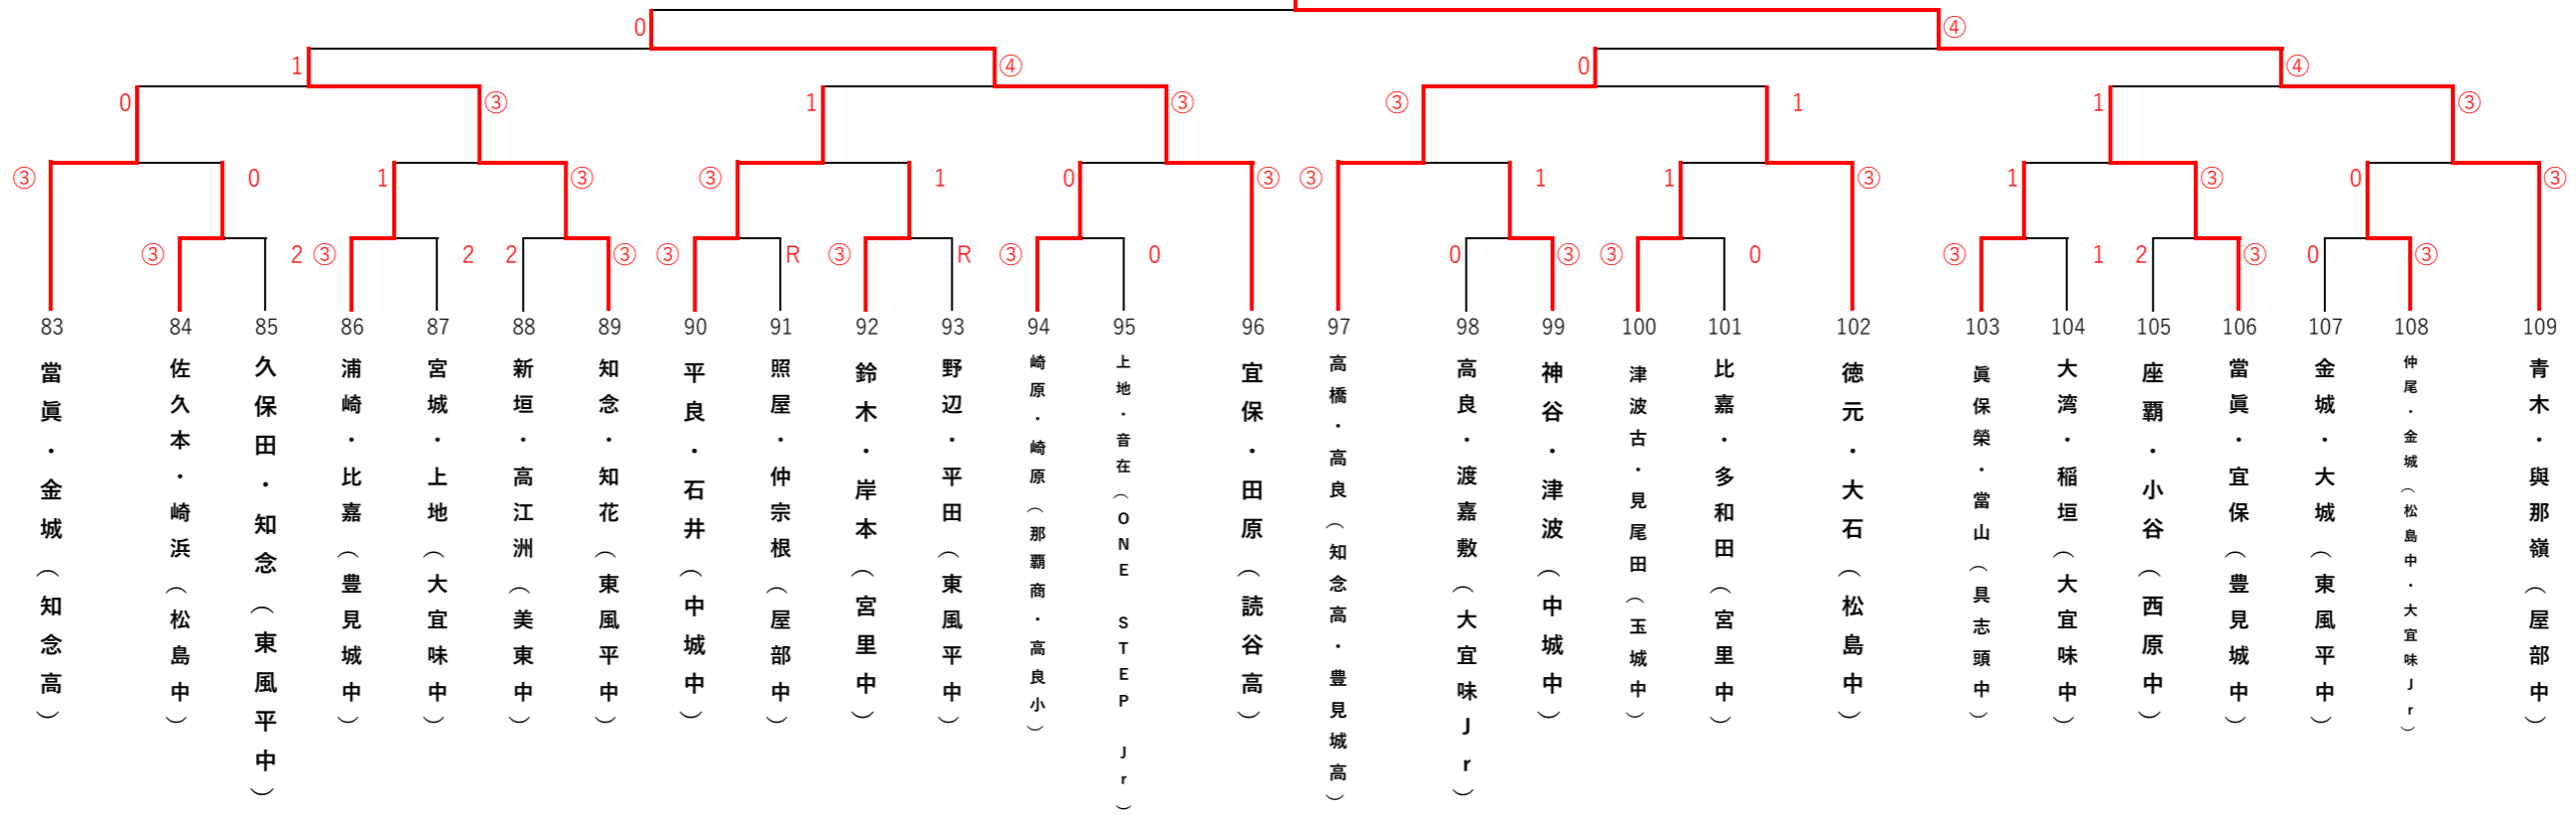 0 ④
1 ④ 0 ④
0 ③ 1 ③ ③ 1 1 ③
③ 0 1 ③ ③ 1 0 ③ ③ 1 1 ③ 1 ③ 0 ③
③ 2 ③ 2 2 ③ ③ R ③ R ③ 0 0 ③ ③ 0 ③ 1 2 ③ 0 ③
83 84 85 86 87 88 89 90 91 92 93 94 95 96 97 98 99 100 101 102 103 104 105 106 107 108 109
當眞・金城（知念高）
佐久本・崎浜（松島中）
久保田・知念（東風平中）
浦崎・比嘉（豊見城中）
宮城・上地（大宜味中）
新垣・高江洲（美東中）
知念・知花（東風平中）
平良・石井（中城中）
照屋・仲宗根（屋部中）
鈴木・岸本（宮里中）
野辺・平田（東風平中）
崎原・崎原（那覇商・高良小）
上地・音在（ONE STEP Jr）
宜保・田原（読谷高）
高橋・高良（知念高・豊見城高）
高良・渡嘉敷（大宜味Jr）
神谷・津波（中城中）
津波古・見尾田（玉城中）
比嘉・多和田（宮里中）
徳元・大石（松島中）
眞保榮・當山（具志頭中）
大湾・稲垣（大宜味中）
座覇・小谷（西原中）
當眞・宜保（豊見城中）
金城・大城（東風平中）
仲尾・金城（松島中・大宜味Jr）
青木・與那嶺（屋部中）